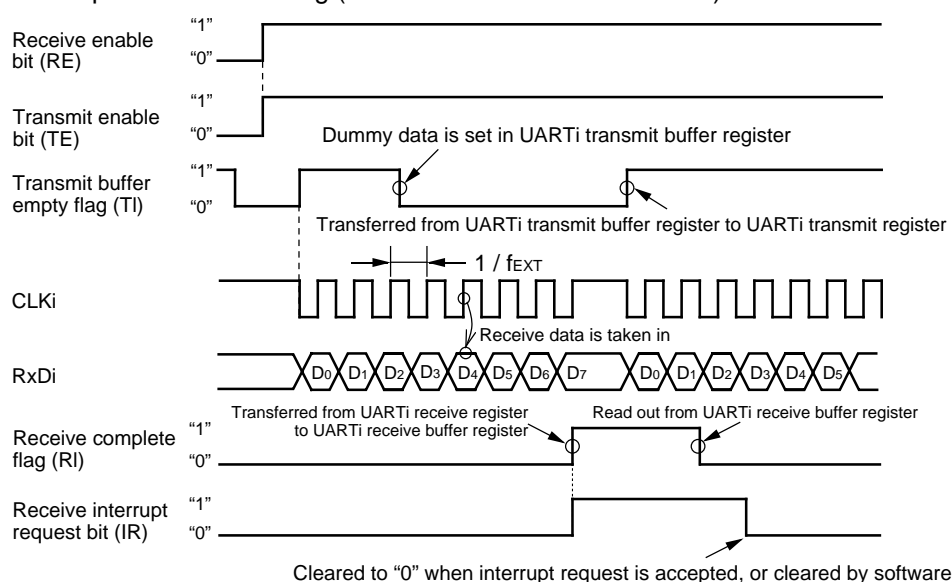 Receive enable
bit (RE)
“1”
“0”
Transmit enable
bit (TE)
“1”
“0”
Dummy data is set in UARTi transmit buffer register
Transmit buffer
empty flag (TI)
“1”
“0”
Transferred from UARTi transmit buffer register to UARTi transmit register
1 / fEXT
CLKi
Receive data is taken in
RxDi
D0 D1 D2 D3 D4 D5 D6 D7 D0 D1 D2 D3 D4 D5
Transferred from UARTi receive register
to UARTi receive buffer register
Read out from UARTi receive buffer register
Receive complete
flag (RI)
“1”
“0”
Receive interrupt
request bit (IR)
“1”
“0”
Cleared to “0” when interrupt request is accepted, or cleared by software